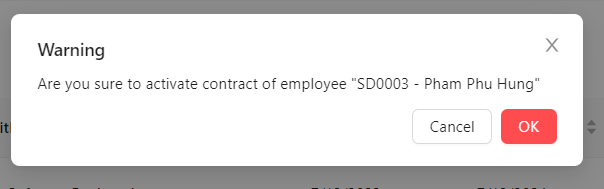 Warning
Are you sure to activate contract of employee "SD0003 - Pham Phu Hung"
Cancel
OK